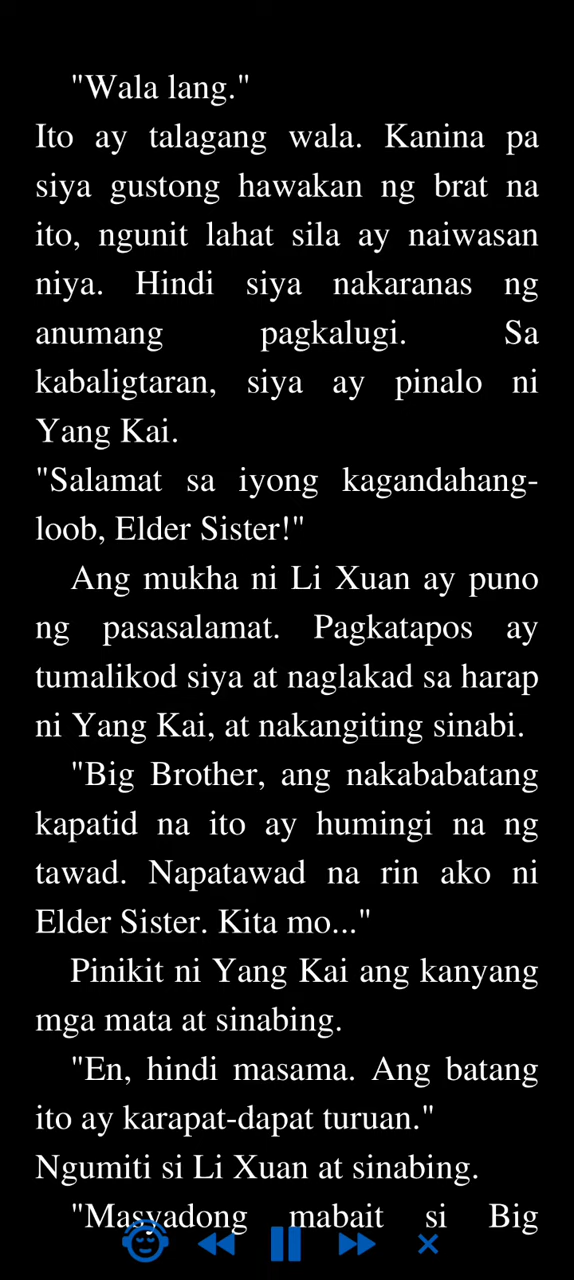 "Wala lang."
Ito ay talagang wala. Kanina pa
siya gustong hawakan ng brat na
ito, ngunit lahat sila ay naiwasan
niya. Hindi siya nakaranas ng
anumang pagkalugi. Sa
kabaligtaran, siya ay pinalo ni
Yang Kai.
"Salamat sa iyong kagandahang-
loob, Elder Sister!"
Ang mukha ni Li Xuan ay puno
ng pasasalamat. Pagkatapos ay
tumalikod siya at naglakad sa harap
ni Yang Kai, at nakangiting sinabi.
"Big Brother, ang nakababatang
kapatid na ito ay humingi na ng
tawad. Napatawad na rin ako ni
Elder Sister. Kita mo..."
Pinikit ni Yang Kai ang kanyang
mga mata at sinabing.
"En, hindi masama. Ang batang
ito ay karapat-dapat turuan."
Ngumiti si Li Xuan at sinabing.
"Masyadong mabait si Big